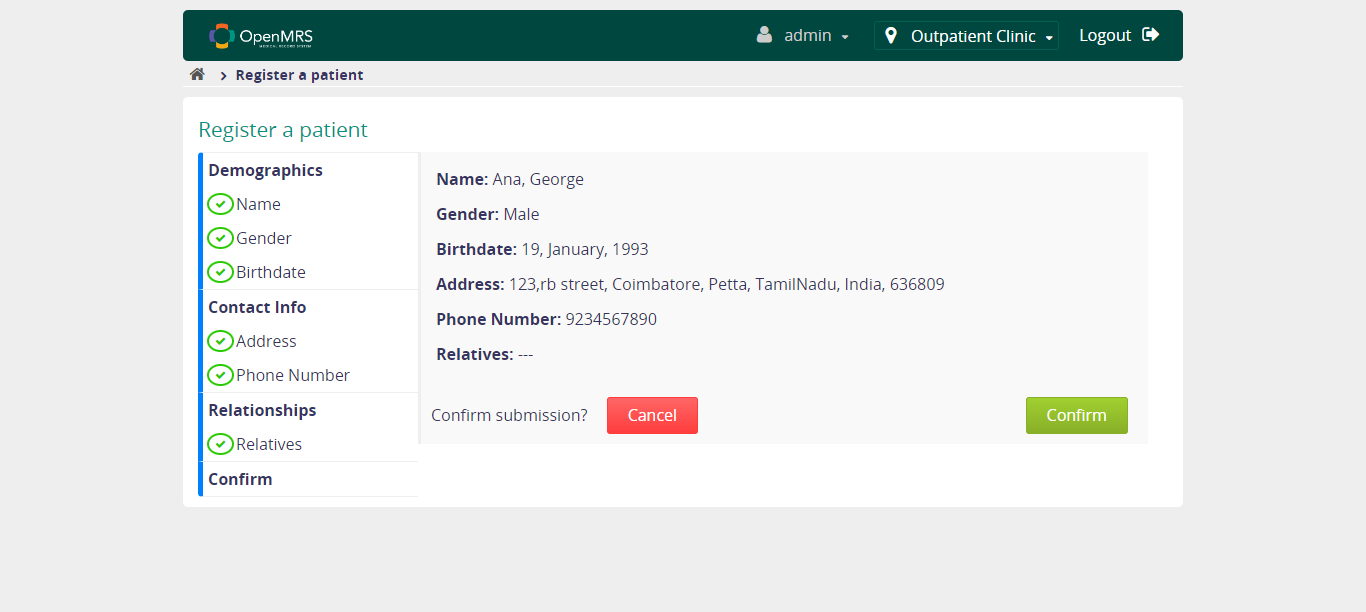 OpenMRS
MEDICAL RECORD SYSTEM
admin
Outpatient Clinic
Logout
Register a patient
Register a patient
Demographics
Name
Gender
Birthdate
Contact Info
Address
Phone Number
Relationships
Relatives
Confirm
Name: Ana, George
Gender: Male
Birthdate: 19, January, 1993
Address: 123,rb street, Coimbatore, Petta, TamilNadu, India, 636809
Phone Number: 9234567890
Relatives: ---
Confirm submission?
Cancel
Confirm